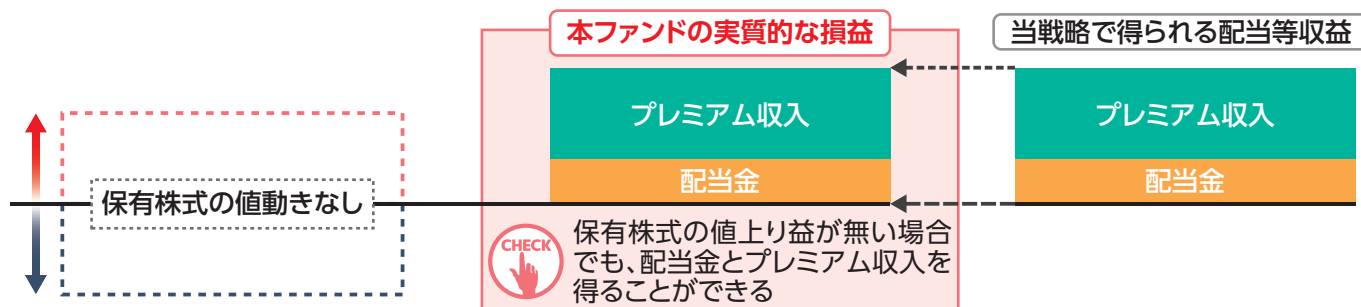 本ファンドの実質的な損益
当戦略で得られる配当等収益
プレミアム収入
プレミアム収入
配当金
配当金
保有株式の値動きなし
CHECK
保有株式の値上り益が無い場合
でも、配当金とプレミアム収入を
得ることができる